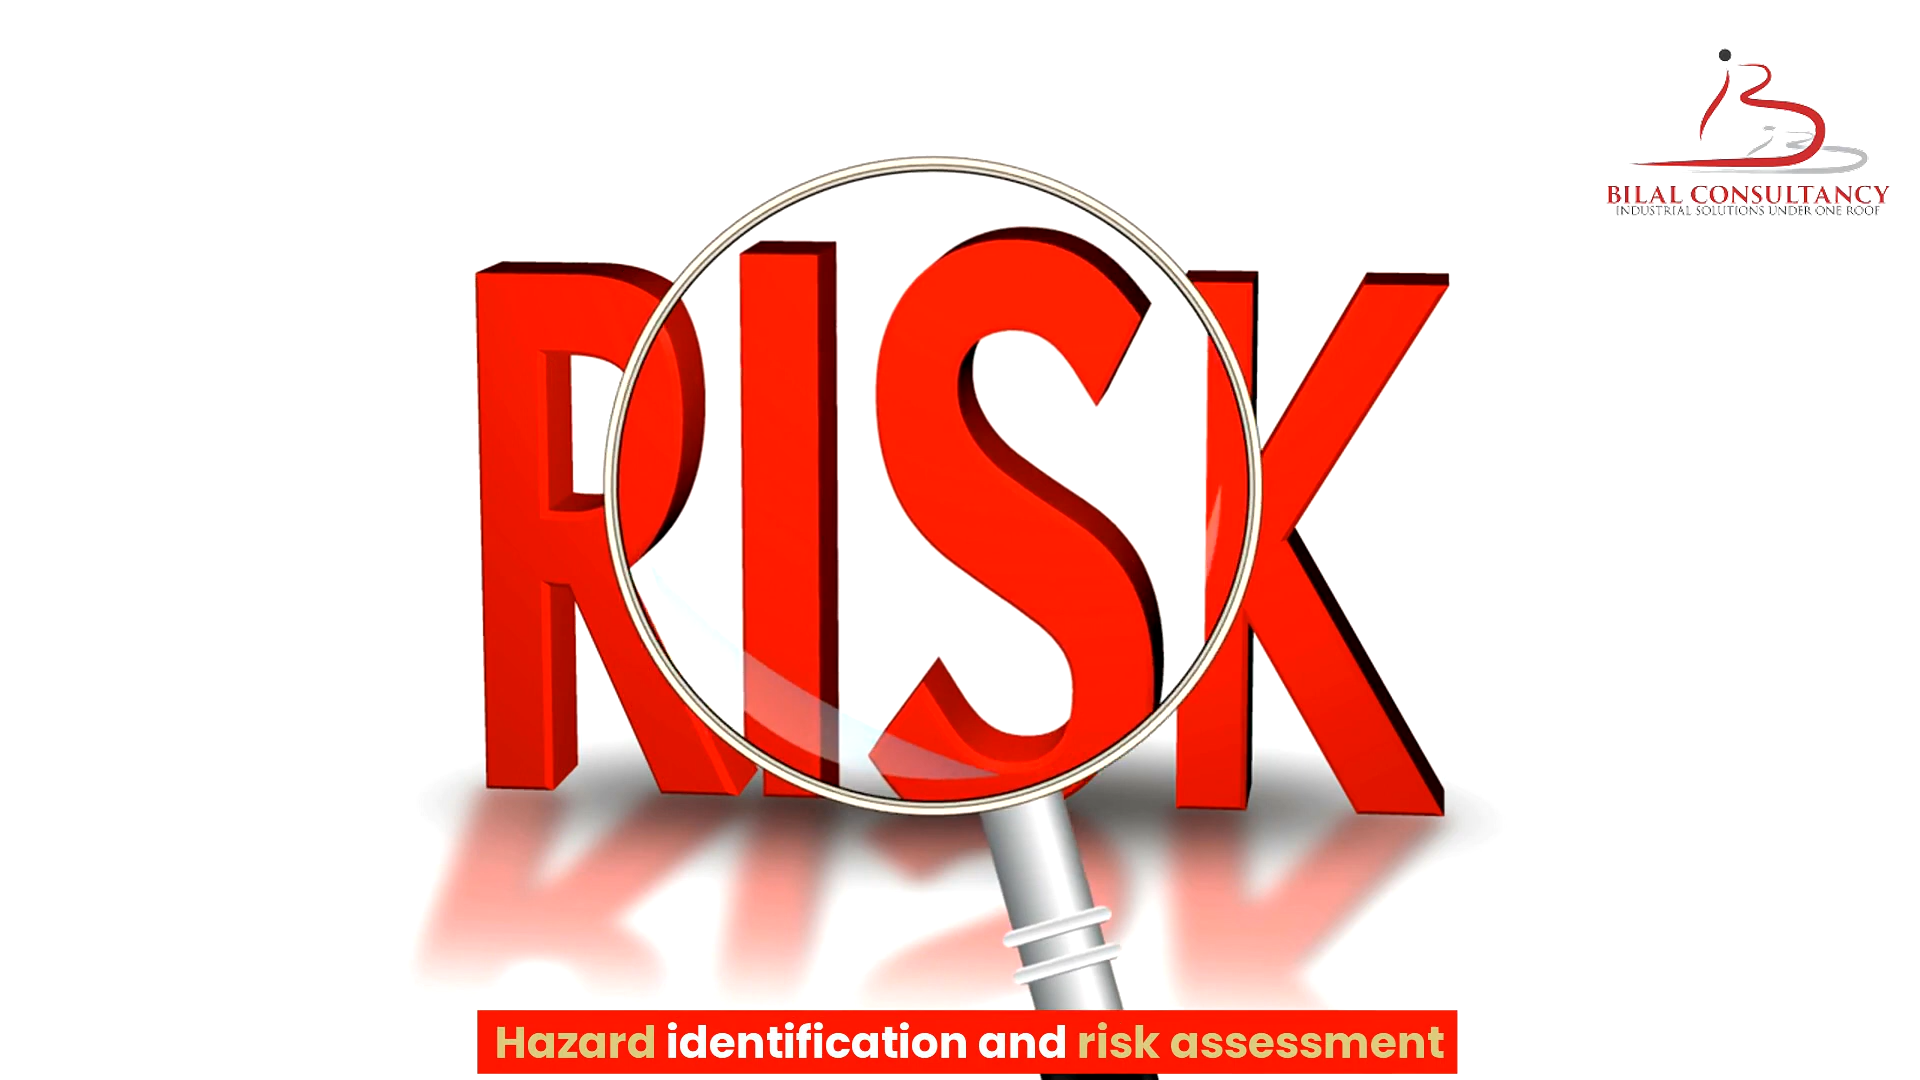 BILAL CONSULTANCY
INDUSTRIAL SOLUTIONS UNDER ONE ROOF
RISK
Hazard identification and risk assessment